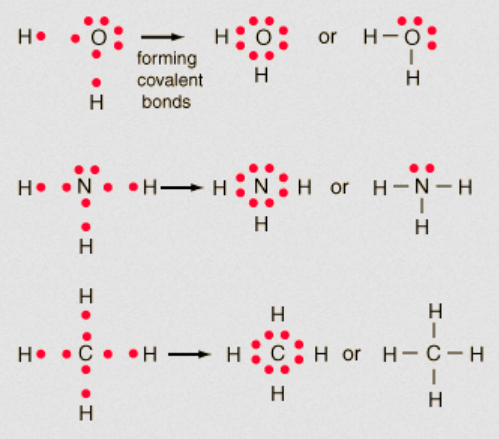 H O → H O or H – O
forming
covalent
bonds
H H H
H N H → H N H or H – N – H
H H H
H H H
H C H → H C H or H – C – H
H H H